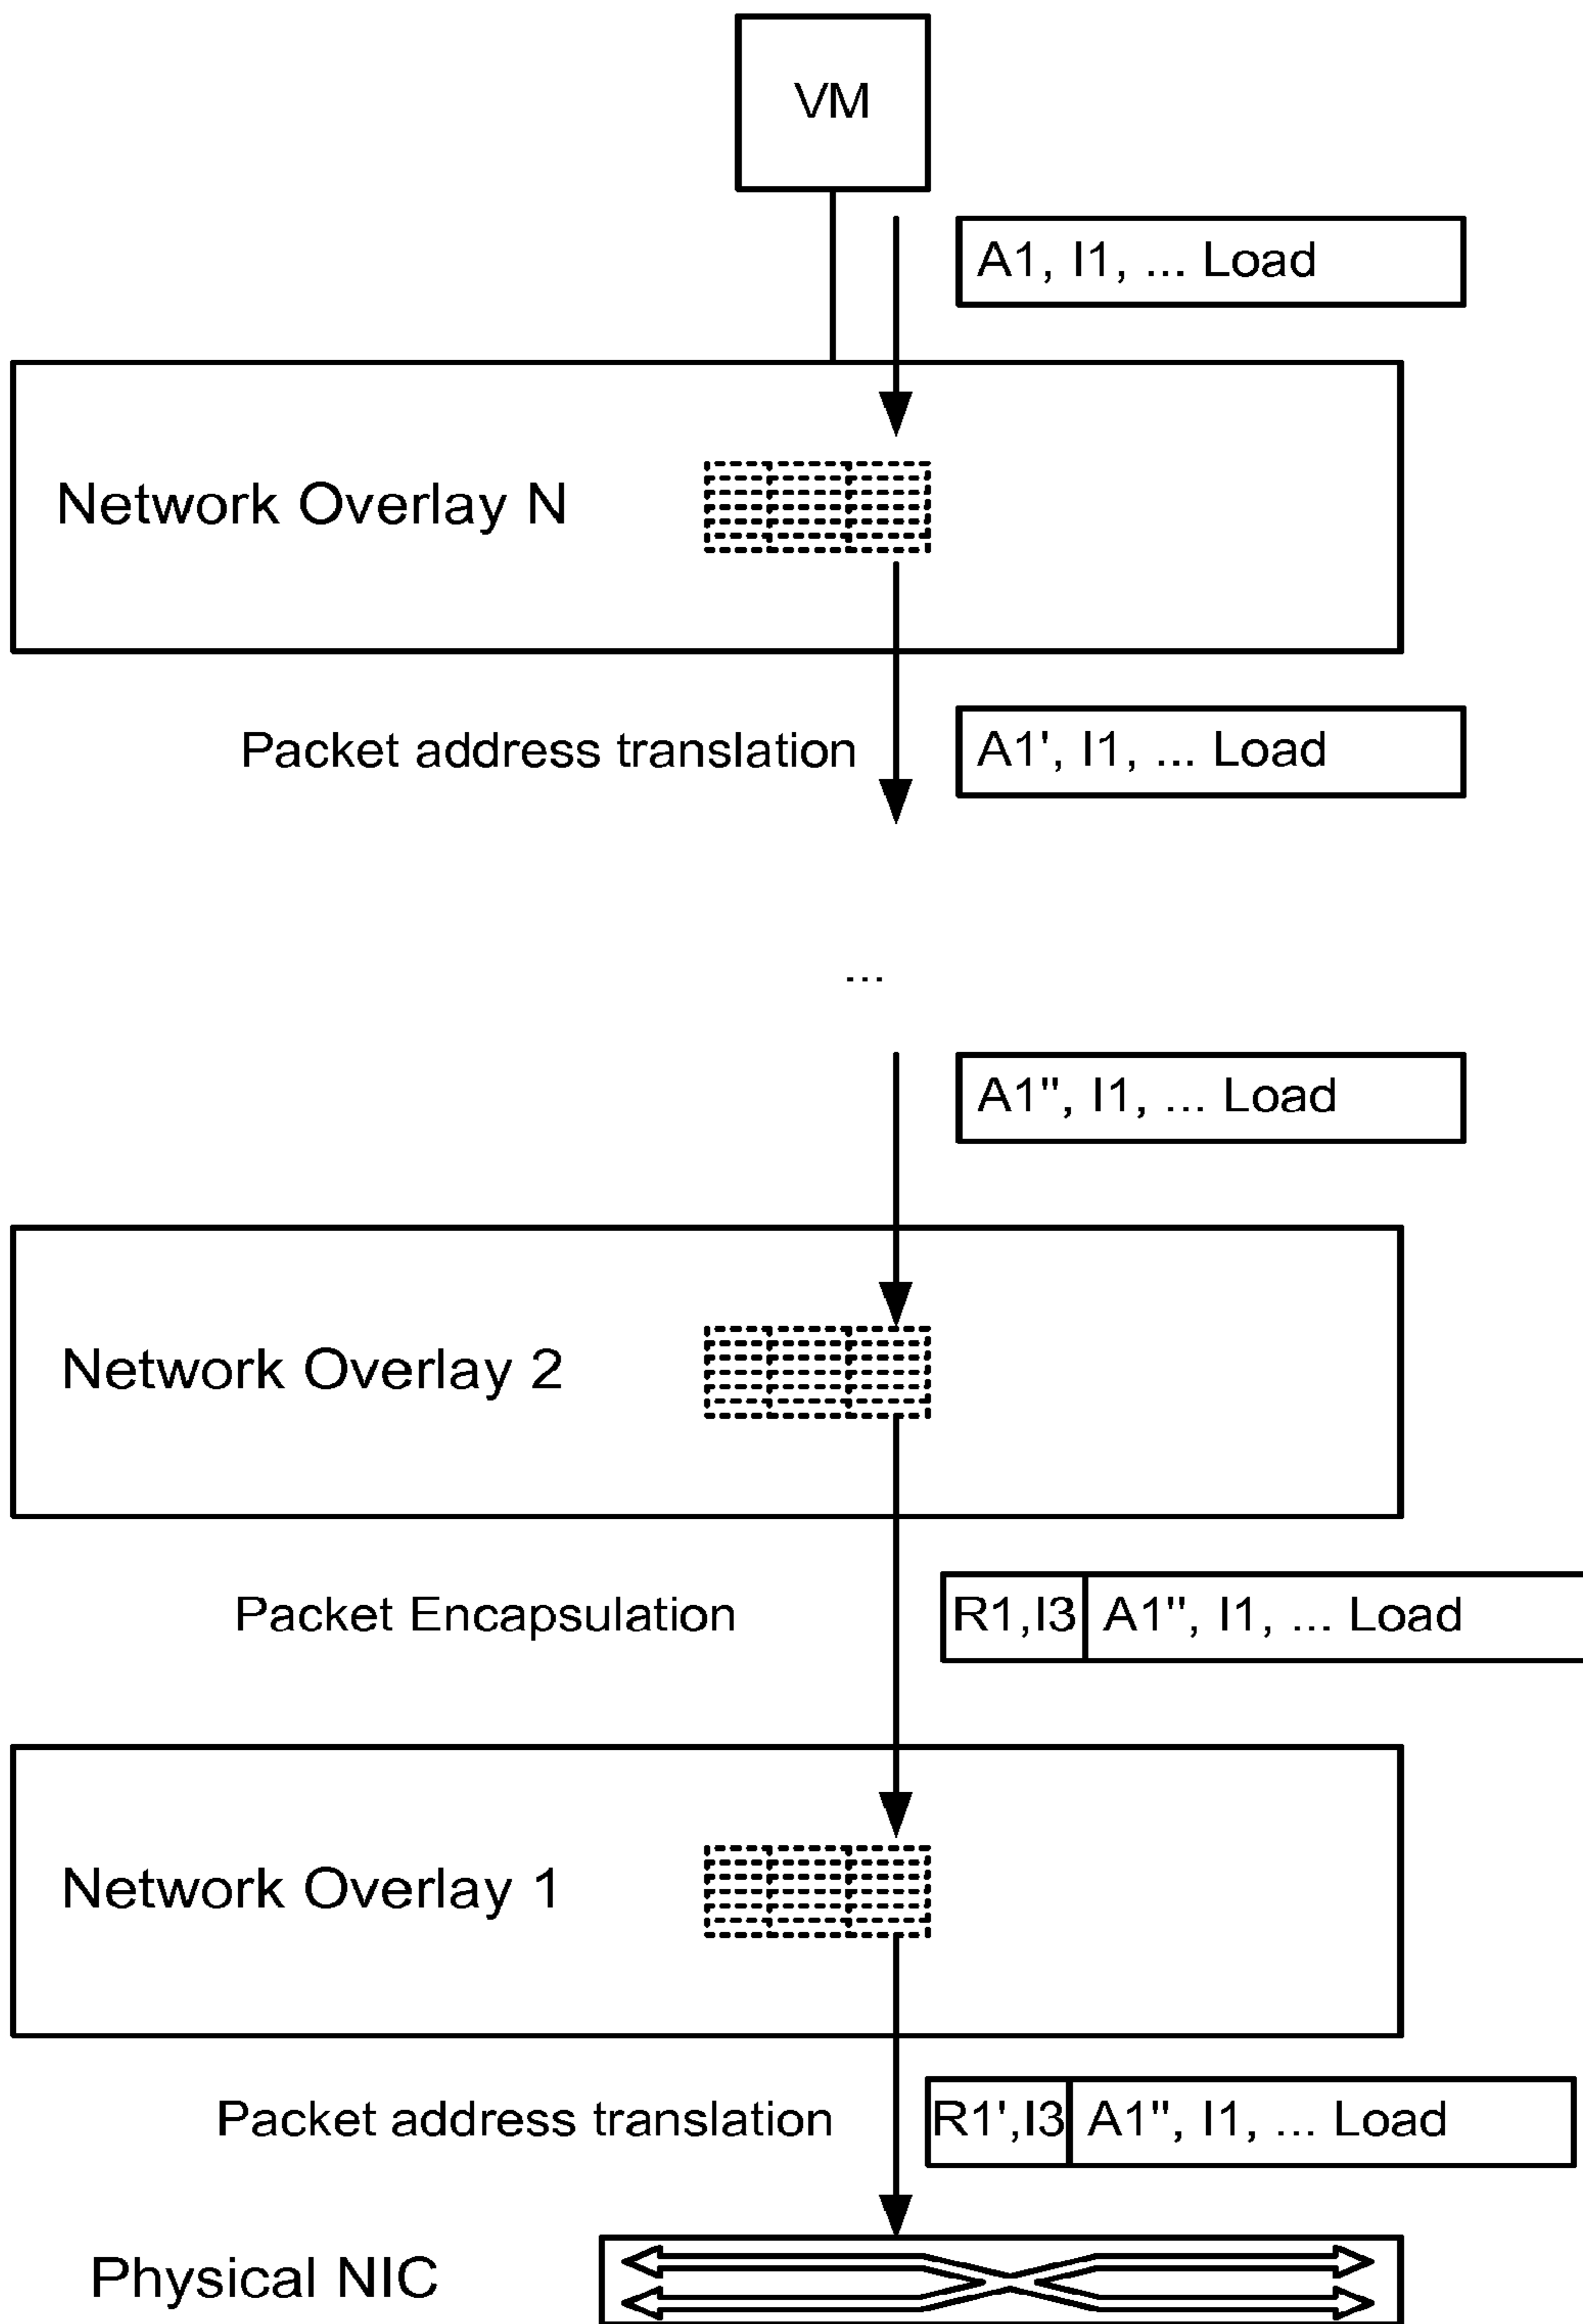 VM
A1, I1, ... Load
Network Overlay N
Packet address translation
A1', I1, ... Load
...
A1'', I1, ... Load
Network Overlay 2
Packet Encapsulation
R1,I3
A1'', I1, ... Load
Network Overlay 1
Packet address translation
R1',I3
A1'', I1, ... Load
Physical NIC